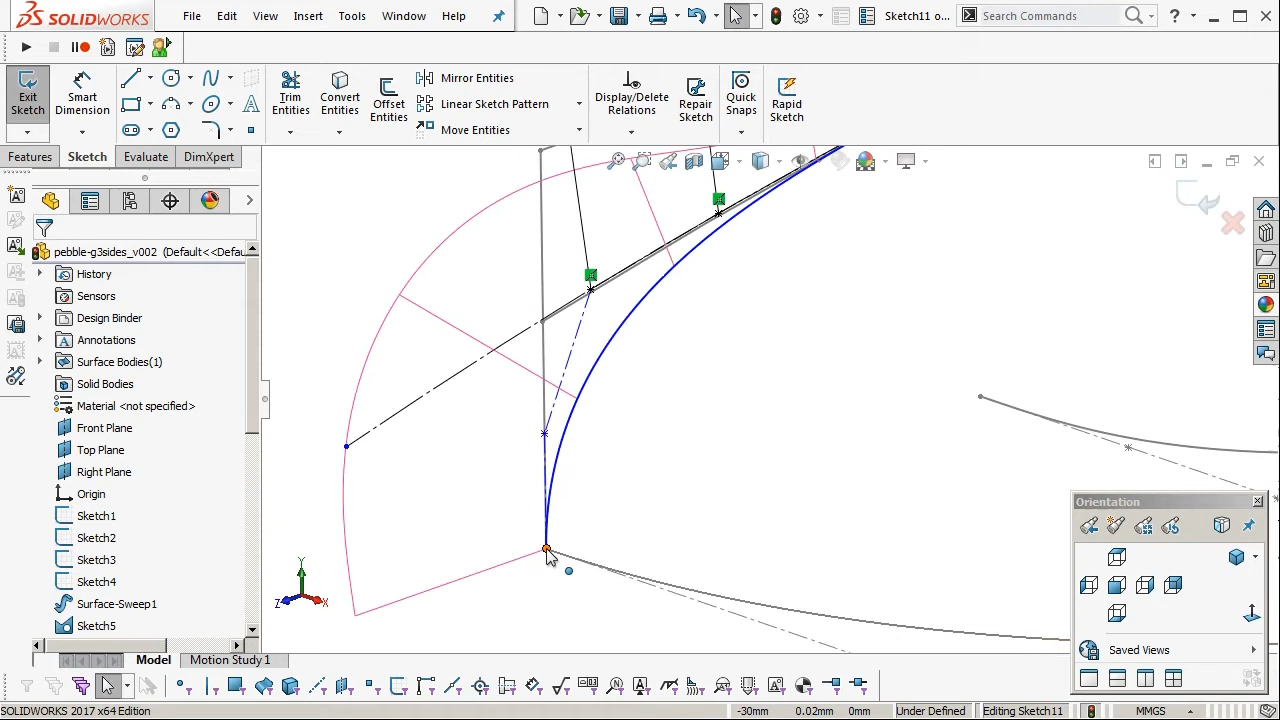 SOLIDWORKS
File Edit View Insert Tools Window Help
Sketch11 o...
Search Commands
Exit Sketch
Smart Dimension
Trim Entities
Convert Entities
Offset Entities
Mirror Entities
Linear Sketch Pattern
Move Entities
Display/Delete Relations
Repair Sketch
Quick Snaps
Rapid Sketch
Features Sketch Evaluate DimXpert
pebble-g3sides_v002 (Default<<Defau
History
Sensors
Design Binder
Annotations
Surface Bodies(1)
Solid Bodies
Material <not specified>
Front Plane
Top Plane
Right Plane
Origin
Sketch1
Sketch2
Sketch3
Sketch4
Surface-Sweep1
Sketch5
Y
Z
X
Orientation
Saved Views
Model Motion Study 1
SOLIDWORKS 2017 x64 Edition
-30mm 0.02mm 0mm Under Defined Editing Sketch11 MMGS